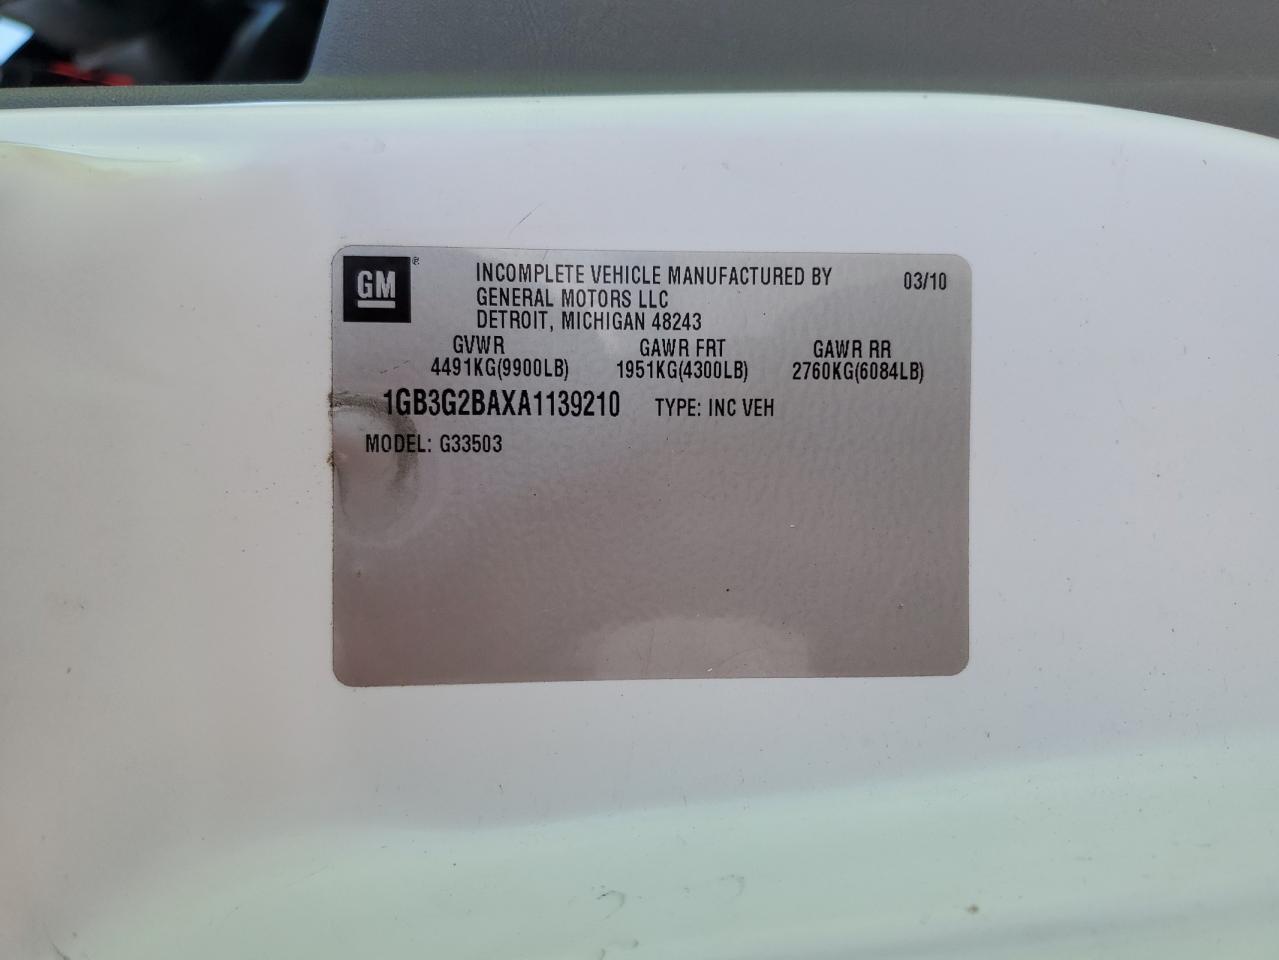 GM®
INCOMPLETE VEHICLE MANUFACTURED BY 03/10
GENERAL MOTORS LLC
DETROIT, MICHIGAN 48243
GVWR GAWR FRT GAWR RR
4491KG(9900LB) 1951KG(4300LB) 2760KG(6084LB)
1GB3G2BAXA1139210 TYPE: INC VEH
MODEL: G33503